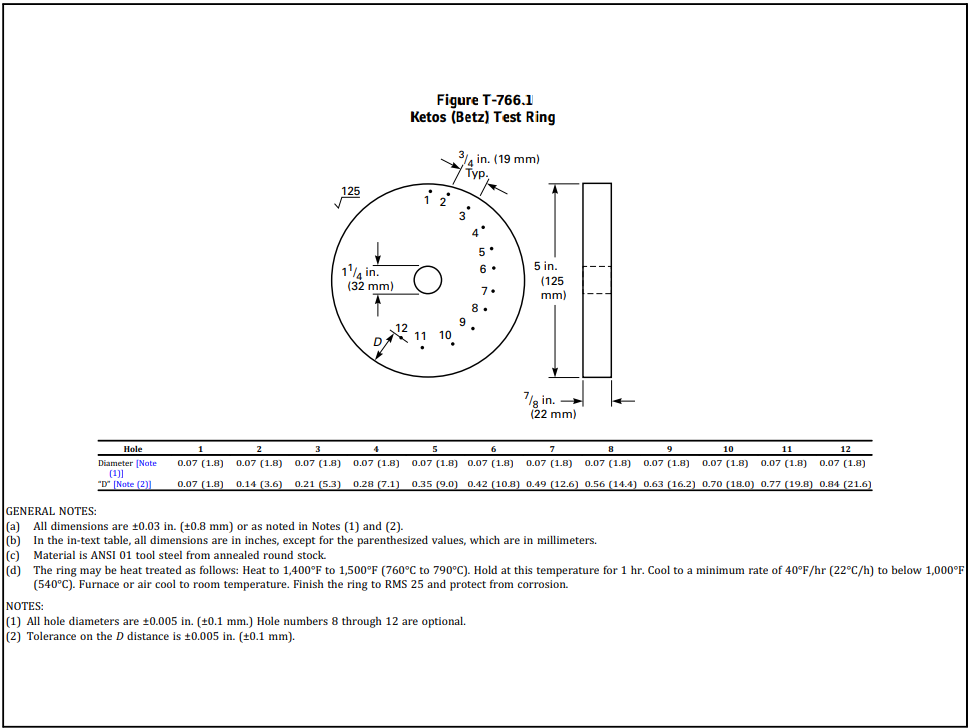 Figure T-766.1
Ketos (Betz) Test Ring
3/4 in. (19 mm)
Typ.
125
1
2
3
4
5
6
7
8
9
10
11
12
1 1/4 in.
(32 mm)
D
5 in.
(125
mm)
7/8 in.
(22 mm)
Hole 1 2 3 4 5 6 7 8 9 10 11 12
Diameter [Note 0.07 (1.8) 0.07 (1.8) 0.07 (1.8) 0.07 (1.8) 0.07 (1.8) 0.07 (1.8) 0.07 (1.8) 0.07 (1.8) 0.07 (1.8) 0.07 (1.8) 0.07 (1.8) 0.07 (1.8)
(1)]
"D" [Note (2)] 0.07 (1.8) 0.14 (3.6) 0.21 (5.3) 0.28 (7.1) 0.35 (9.0) 0.42 (10.8) 0.49 (12.6) 0.56 (14.4) 0.63 (16.2) 0.70 (18.0) 0.77 (19.8) 0.84 (21.6)
GENERAL NOTES:
(a) All dimensions are ±0.03 in. (±0.8 mm) or as noted in Notes (1) and (2).
(b) In the in-text table, all dimensions are in inches, except for the parenthesized values, which are in millimeters.
(c) Material is ANSI 01 tool steel from annealed round stock.
(d) The ring may be heat treated as follows: Heat to 1,400°F to 1,500°F (760°C to 790°C). Hold at this temperature for 1 hr. Cool to a minimum rate of 40°F/hr (22°C/h) to below 1,000°F
(540°C). Furnace or air cool to room temperature. Finish the ring to RMS 25 and protect from corrosion.
NOTES:
(1) All hole diameters are ±0.005 in. (±0.1 mm.) Hole numbers 8 through 12 are optional.
(2) Tolerance on the D distance is ±0.005 in. (±0.1 mm).